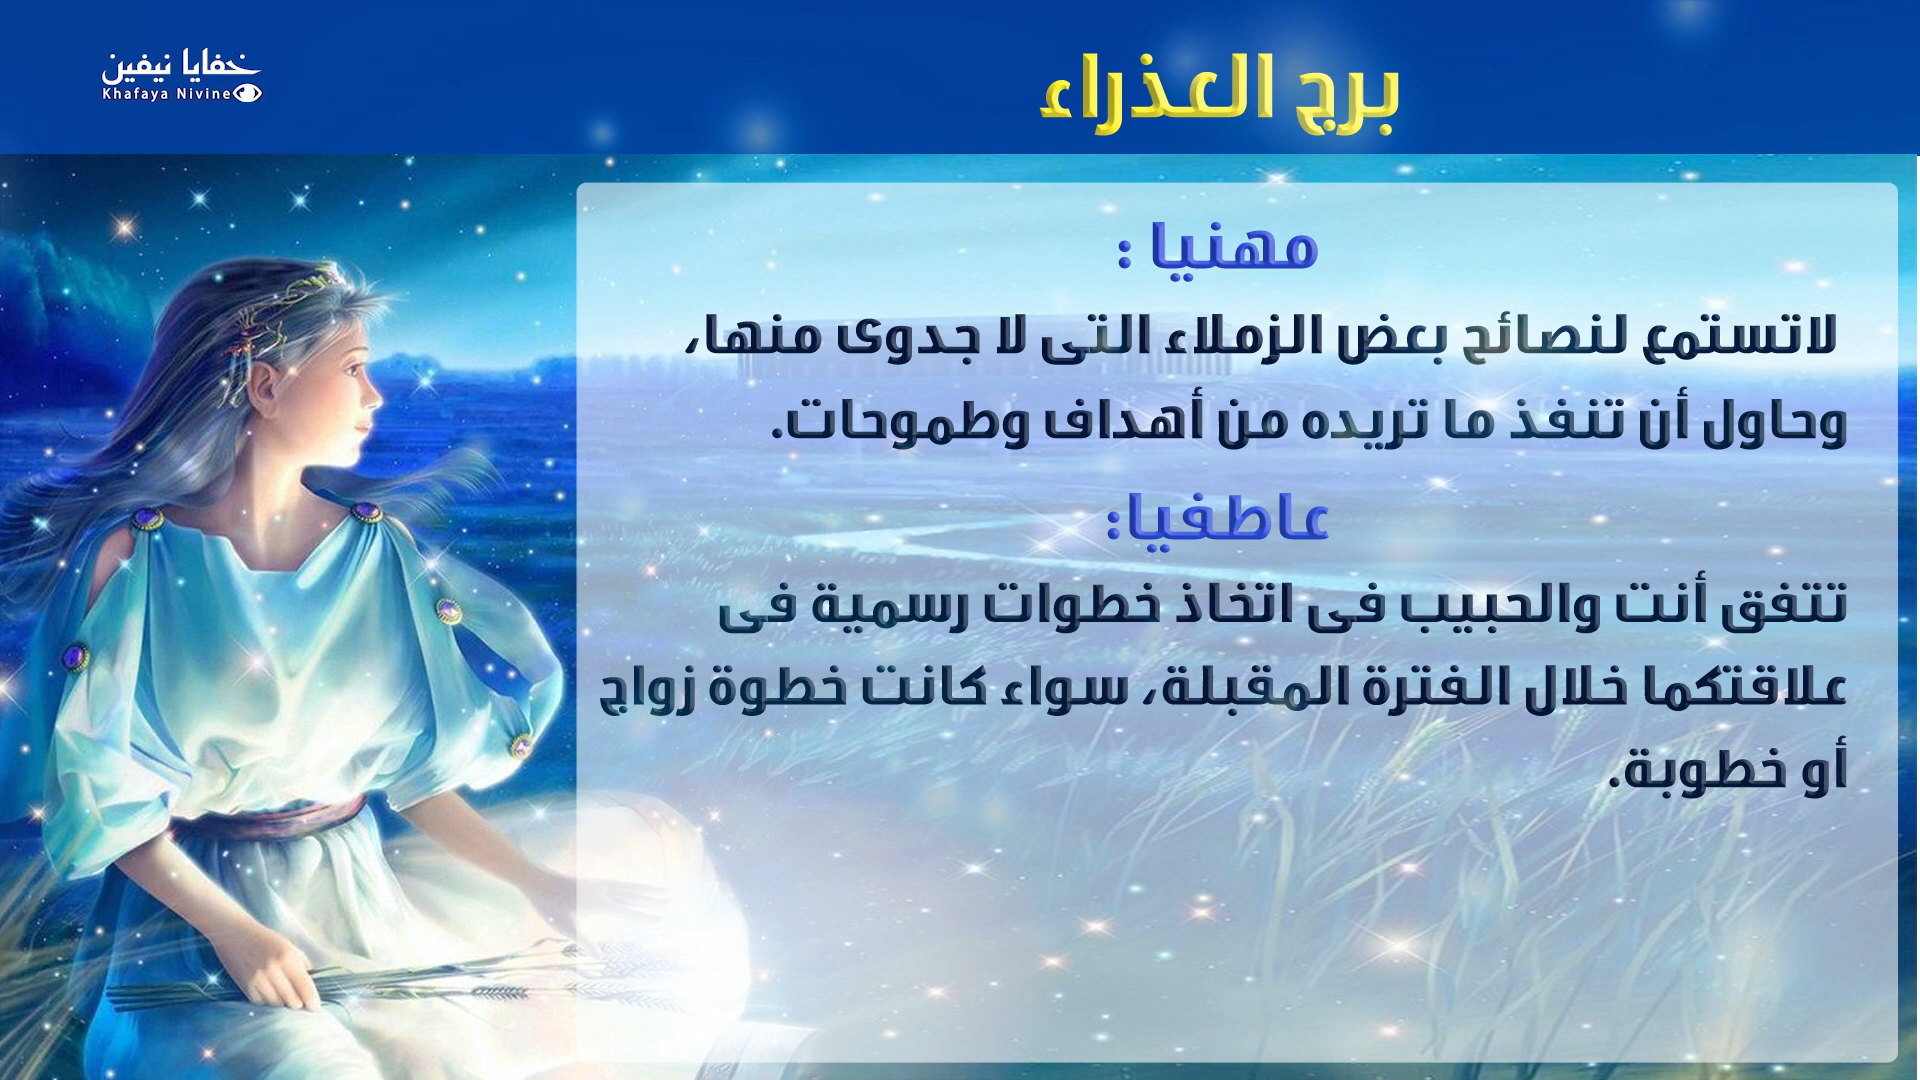 برج العذراء
خفايا نيفين
Khafaya Nivine
مهنيا :
لاتستمع لنصائح بعض الزملاء التى لا جدوى منها،
وحاول أن تنفذ ما تريده من أهداف وطموحات.
عاطفيا:
تتفق أنت والحبيب فى اتخاذ خطوات رسمية فى
علاقتكما خلال الفترة المقبلة، سواء كانت خطوة زواج
أو خطوبة.